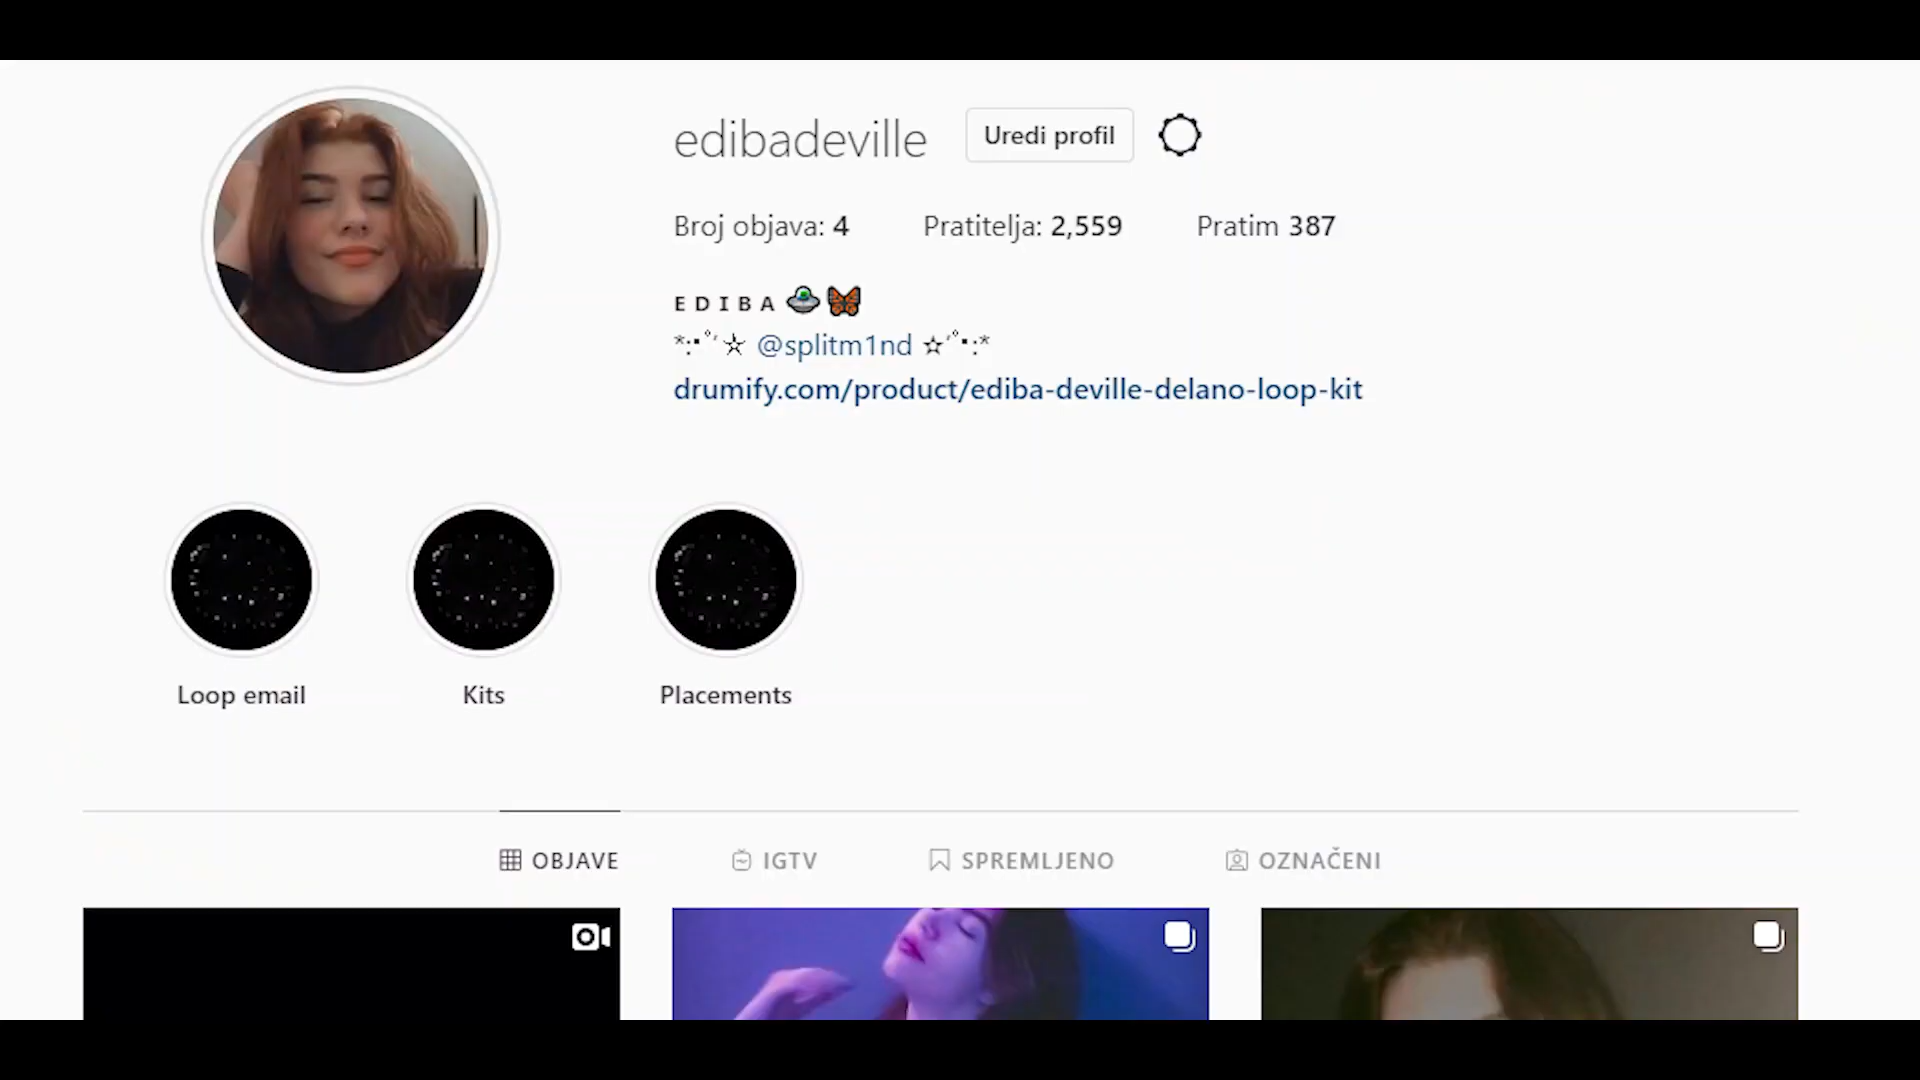 edibadeville Uredi profil
Broj objava: 4 Pratitelja: 2,559 Pratim 387
ᴇ ᴅ ɪ ʙ ᴀ 🛸🦋
*:·˚ʼ☆ @splitm1nd ☆ʼ˚·:*
drumify.com/product/ediba-deville-delano-loop-kit
Loop email Kits Placements
OBJAVE IGTV SPREMLJENO OZNAČENI